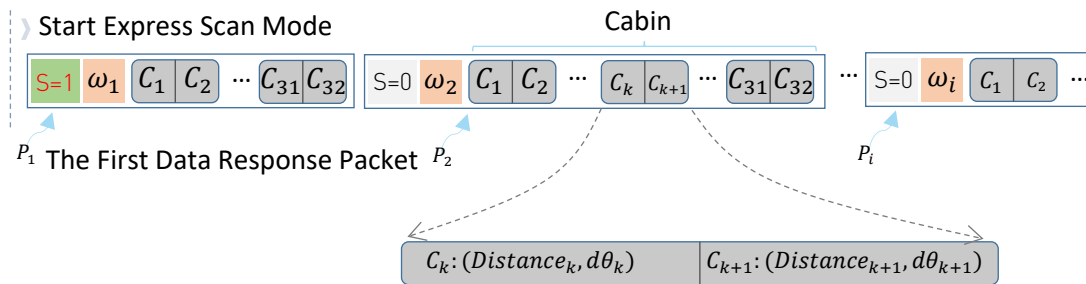 Start Express Scan Mode
Cabin
S=1 ω₁ C₁ C₂ ... C₃₁ C₃₂ S=0 ω₂ C₁ C₂ ... Cₖ Cₖ₊₁ ... C₃₁ C₃₂ ... S=0 ωᵢ C₁ C₂ ...
P₁ The First Data Response Packet P₂ Pᵢ
Cₖ: (Distanceₖ, dθₖ) Cₖ₊₁: (Distanceₖ₊₁, dθₖ₊₁)